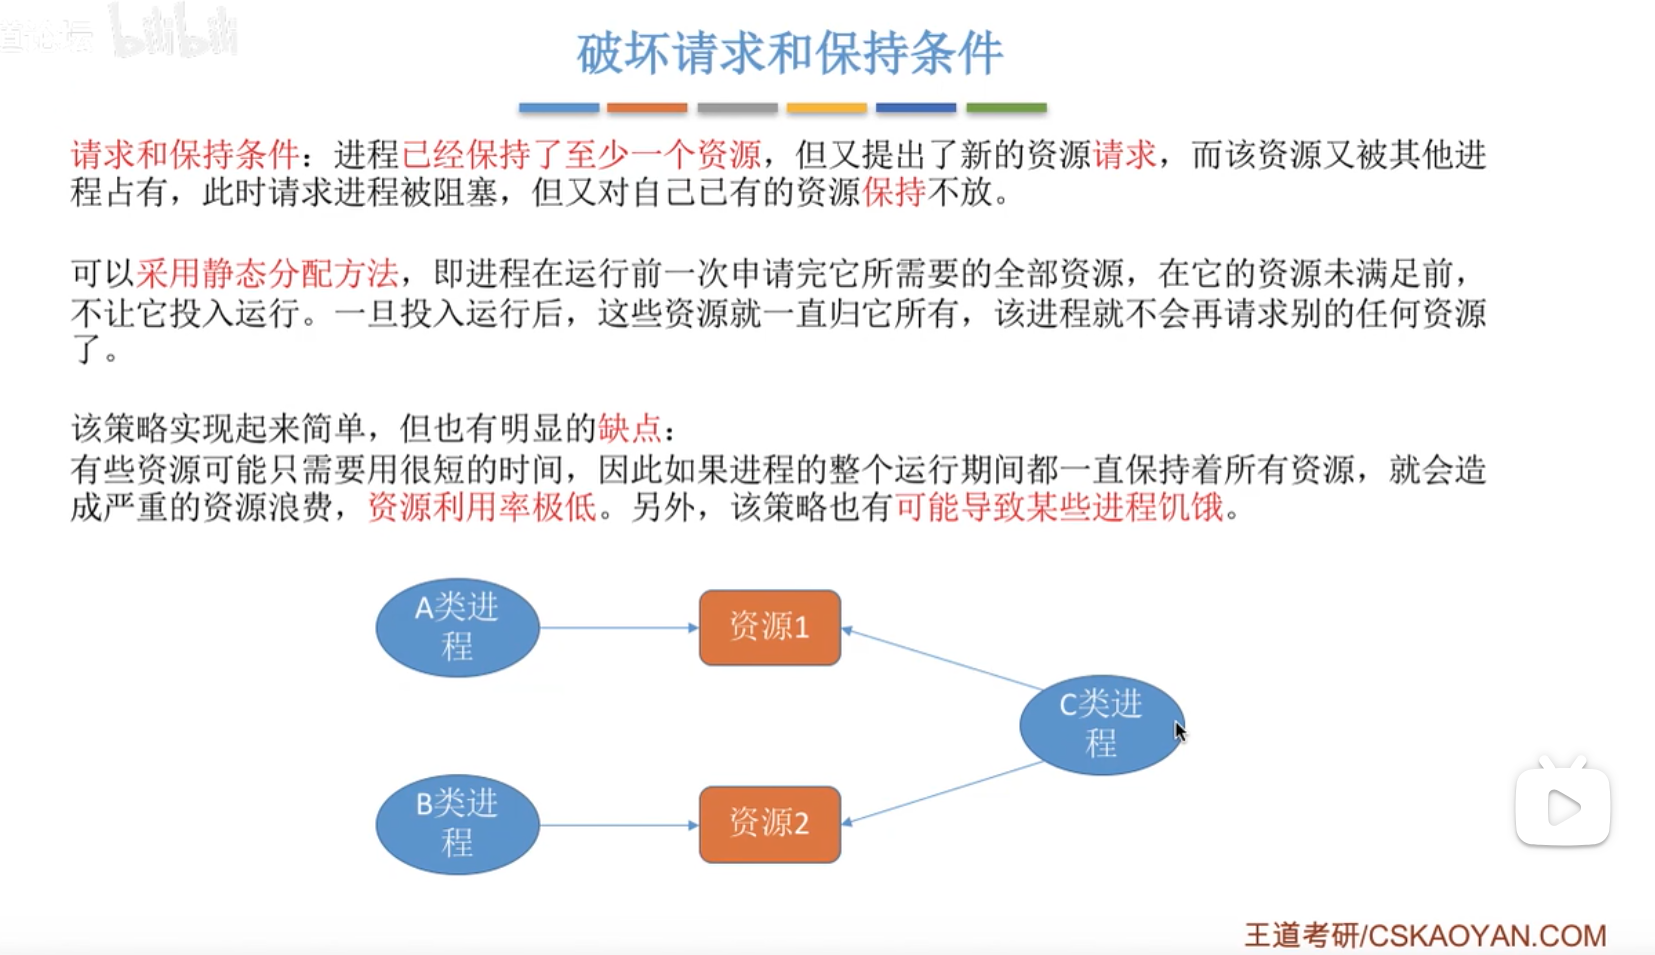 道论坛 bilibili
破坏请求和保持条件
请求和保持条件：进程已经保持了至少一个资源，但又提出了新的资源请求，而该资源又被其他进
程占有，此时请求进程被阻塞，但又对自己已有的资源保持不放。
可以采用静态分配方法，即进程在运行前一次申请完它所需要的全部资源，在它的资源未满足前，
不让它投入运行。一旦投入运行后，这些资源就一直归它所有，该进程就不会再请求别的任何资源
了。
该策略实现起来简单，但也有明显的缺点：
有些资源可能只需要用很短的时间，因此如果进程的整个运行期间都一直保持着所有资源，就会造
成严重的资源浪费，资源利用率极低。另外，该策略也有可能导致某些进程饥饿。
A类进
程
资源1
C类进
程
B类进
程
资源2
王道考研/CSKAOYAN.COM